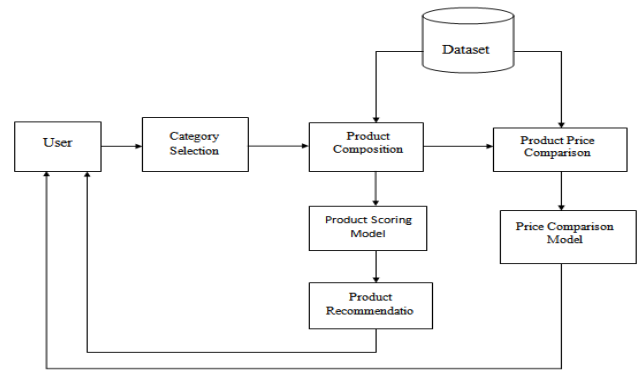 Dataset
User
Category
Selection
Product
Composition
Product Price
Comparison
Product Scoring
Model
Price Comparison
Model
Product
Recommendatio